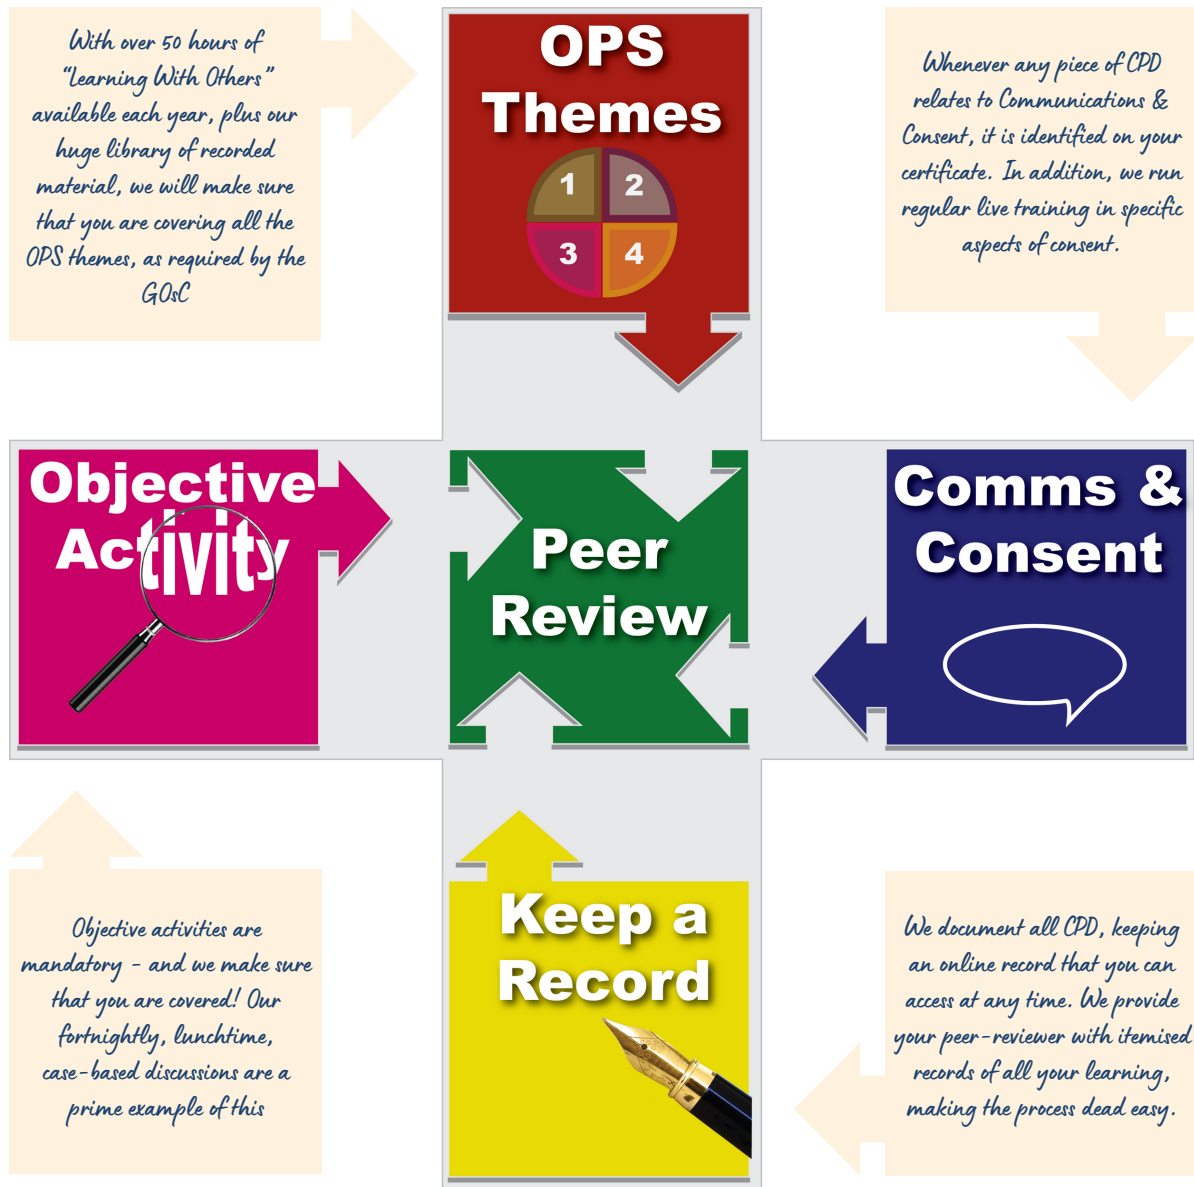 With over 50 hours of
"Learning With Others"
available each year, plus our
huge library of recorded
material, we will make sure
that you are covering all the
OPS themes, as required by the
GOsC
OPS
Themes
1 2
3 4
Whenever any piece of CPD
relates to Communications &
Consent, it is identified on your
certificate. In addition, we run
regular live training in specific
aspects of consent.
Objective
Activity
Peer
Review
Comms &
Consent
Objective activities are
mandatory - and we make sure
that you are covered! Our
fortnightly, lunchtime,
case-based discussions are a
prime example of this
Keep a
Record
We document all CPD, keeping
an online record that you can
access at any time. We provide
your peer-reviewer with itemised
records of all your learning,
making the process dead easy.